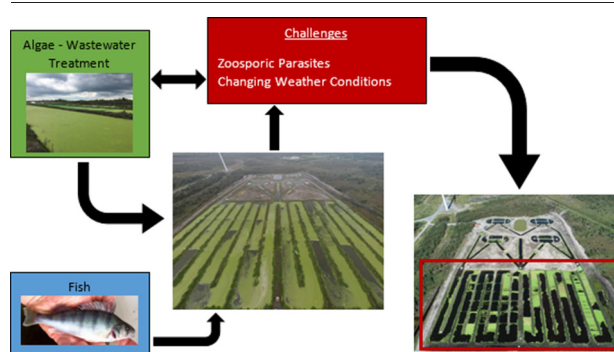 Algae - Wastewater
Treatment
Challenges
Zoosporic Parasites
Changing Weather Conditions
Fish